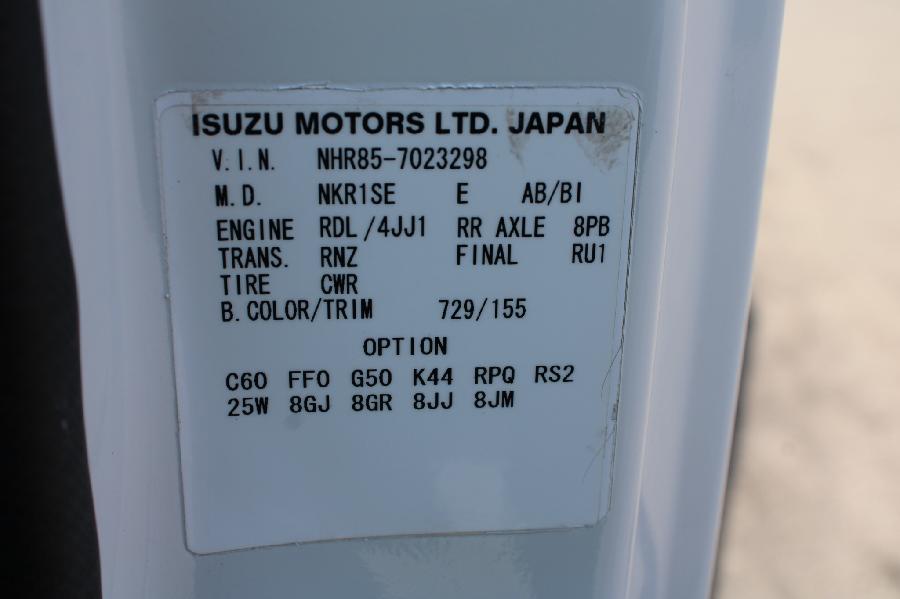 ISUZU MOTORS LTD. JAPAN
V.I.N. NHR85-7023298
M.D. NKR1SE E AB/BI
ENGINE RDL/4JJ1 RR AXLE 8PB
TRANS. RNZ FINAL RU1
TIRE CWR
B.COLOR/TRIM 729/155
OPTION
C60 FF0 G50 K44 RPQ RS2
25W 8GJ 8GR 8JJ 8JM